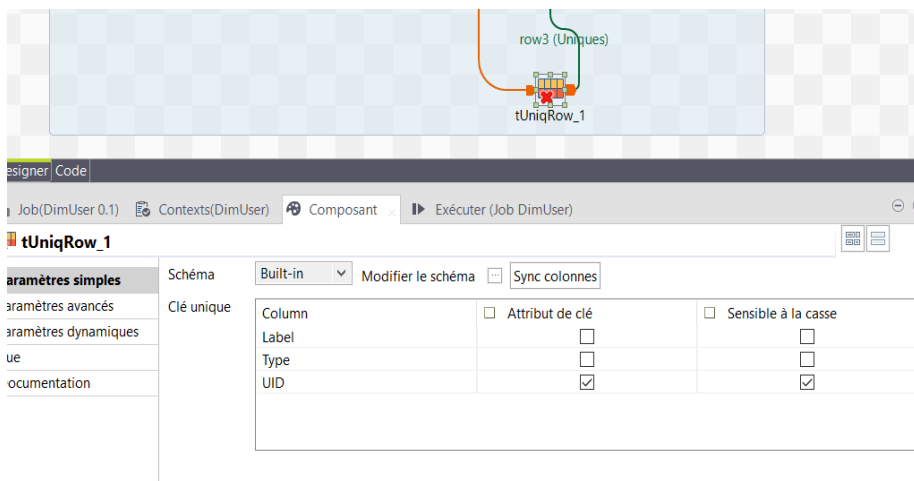 row3 (Uniques)
tUniqRow_1
esigner Code
Job(DimUser 0.1) Contexts(DimUser) Composant Exécuter (Job DimUser)
tUniqRow_1
aramètres simples
aramètres avancés
aramètres dynamiques
ue
ocumentation
Schéma Built-in Modifier le schéma ... Sync colonnes
Clé unique
Column Attribut de clé Sensible à la casse
Label
Type
UID